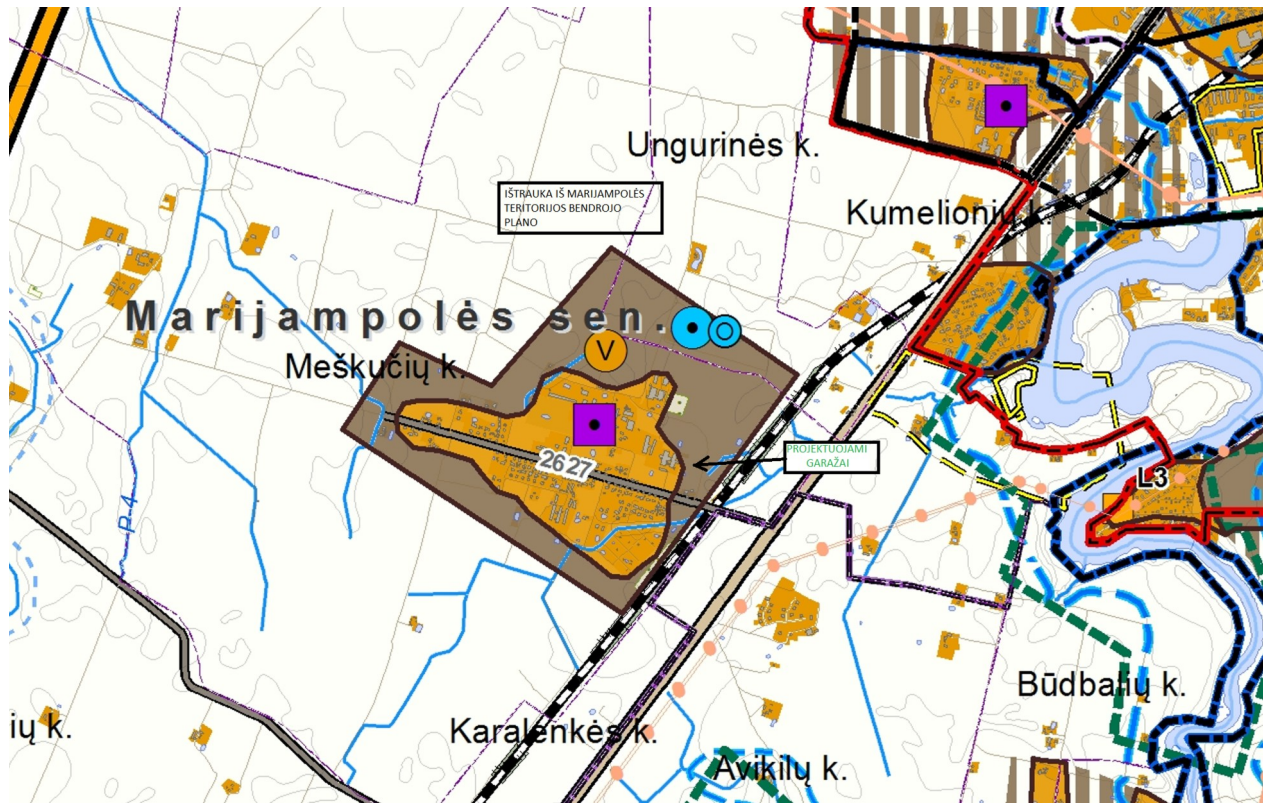 Ungurinės k.
IŠTRAUKA IŠ MARIJAMPOLĖS
TERITORIJOS BENDROJO
PLANO
Kumelionių k.
Marijampolės sen.
V
Meškučių k.
2627
PROJEKTUOJAMI
GARAŽAI
L3
P-4
Būdbalių k.
ių k.
Karalenkės k.
Avikilų k.